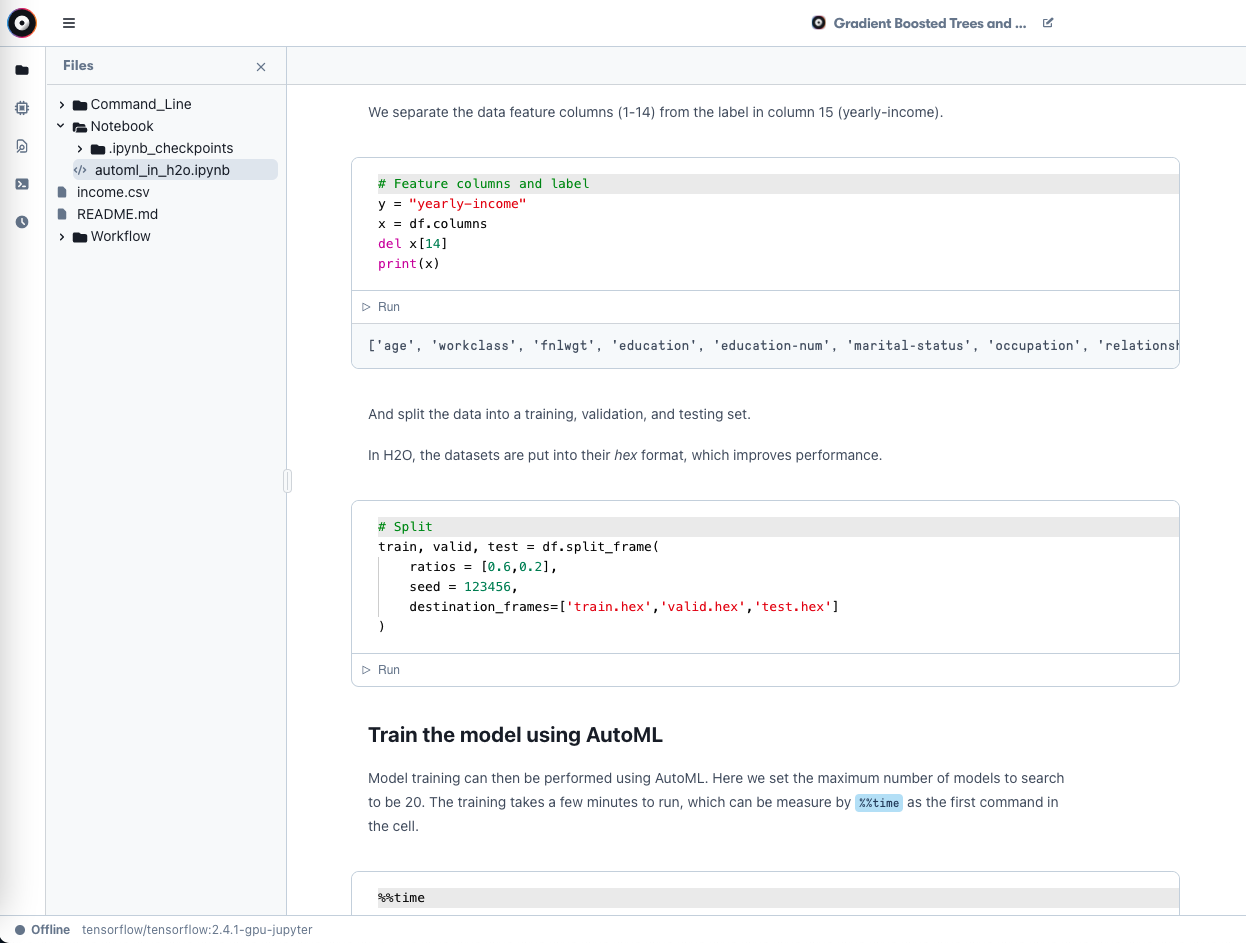 Gradient Boosted Trees and ...
Files
Command_Line
Notebook
.ipynb_checkpoints
</> automl_in_h2o.ipynb
income.csv
README.md
Workflow
We separate the data feature columns (1-14) from the label in column 15 (yearly-income).
# Feature columns and label
y = "yearly-income"
x = df.columns
del x[14]
print(x)
Run
['age', 'workclass', 'fnlwgt', 'education', 'education-num', 'marital-status', 'occupation', 'relationsh
And split the data into a training, validation, and testing set.
In H2O, the datasets are put into their hex format, which improves performance.
# Split
train, valid, test = df.split_frame(
    ratios = [0.6,0.2],
    seed = 123456,
    destination_frames=['train.hex','valid.hex','test.hex']
)
Run
Train the model using AutoML
Model training can then be performed using AutoML. Here we set the maximum number of models to search
to be 20. The training takes a few minutes to run, which can be measure by %%time as the first command in
the cell.
%%time
Offline tensorflow/tensorflow:2.4.1-gpu-jupyter